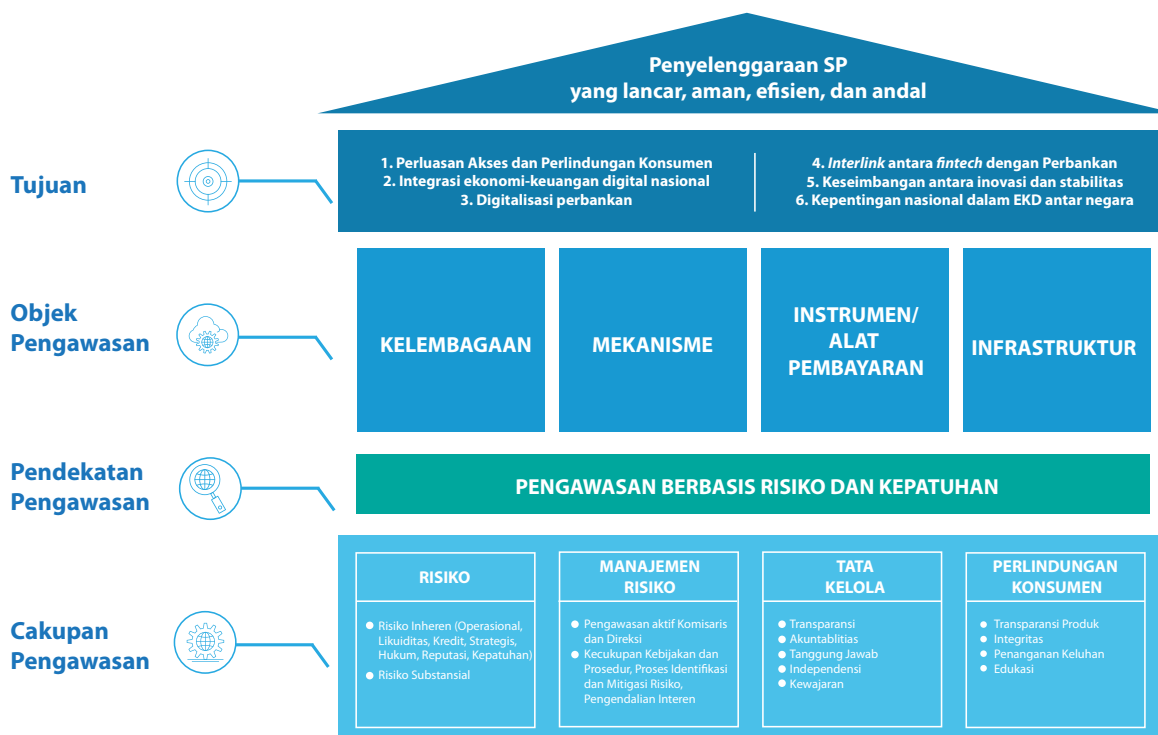 Penyelenggaraan SP
yang lancar, aman, efisien, dan andal
Tujuan
1. Perluasan Akses dan Perlindungan Konsumen
2. Integrasi ekonomi-keuangan digital nasional
3. Digitalisasi perbankan
4. Interlink antara fintech dengan Perbankan
5. Keseimbangan antara inovasi dan stabilitas
6. Kepentingan nasional dalam EKD antar negara
Objek
Pengawasan
KELEMBAGAAN
MEKANISME
INSTRUMEN/
ALAT
PEMBAYARAN
INFRASTRUKTUR
Pendekatan
Pengawasan
PENGAWASAN BERBASIS RISIKO DAN KEPATUHAN
Cakupan
Pengawasan
RISIKO
• Risiko Inheren (Operasional,
Likuiditas, Kredit, Strategis,
Hukum, Reputasi, Kepatuhan)
• Risiko Substansial
MANAJEMEN
RISIKO
• Pengawasan aktif Komisaris
dan Direksi
• Kecukupan Kebijakan dan
Prosedur, Proses Identifikasi
dan Mitigasi Risiko,
Pengendalian Interen
TATA
KELOLA
• Transparansi
• Akuntablitias
• Tanggung Jawab
• Independensi
• Kewajaran
PERLINDUNGAN
KONSUMEN
• Transparansi Produk
• Integritas
• Penanganan Keluhan
• Edukasi